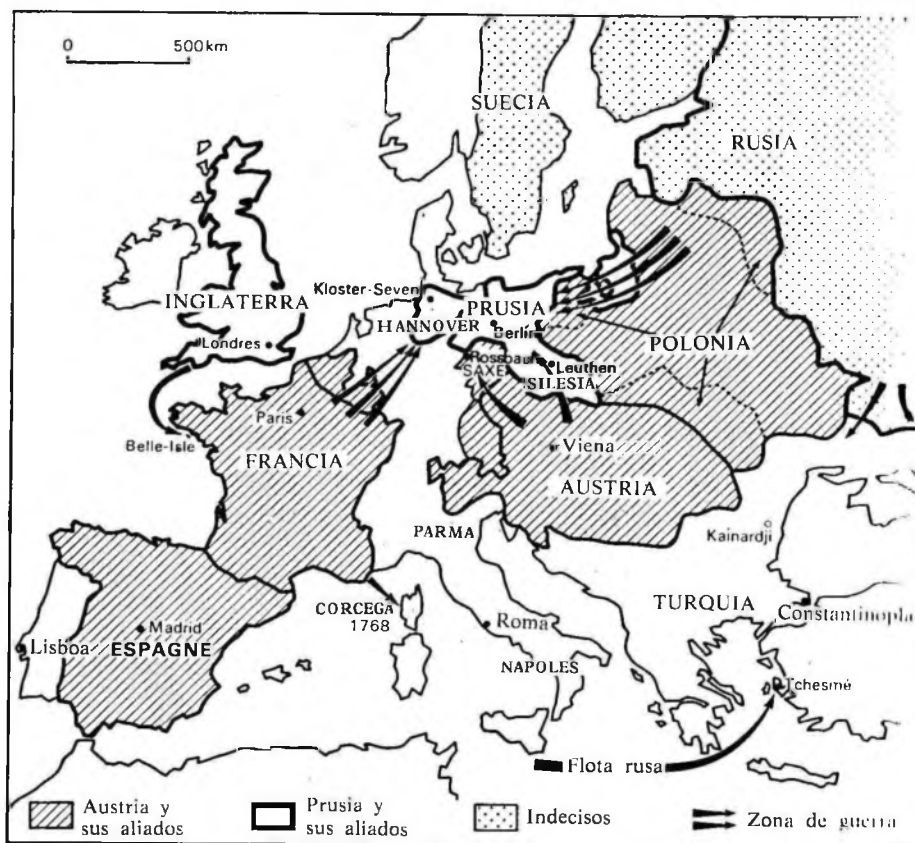 0 500km
SUECIA
RUSIA
INGLATERRA
Kloster-Seven
PRUSIA
HANNOVER
Berlin
Londres
POLONIA
Rossbach
Leuthen
SAXE
SILESIA
Paris
Belle-Isle
Viena
FRANCIA
AUSTRIA
PARMA
Kainardji
CORCEGA
1768
TURQUIA
Constantinopla
Roma
Madrid
Lisboa
ESPAGNE
NAPOLES
Tchesmé
Flota rusa
Austria y
sus aliados
Prusia y
sus aliados
Indecisos
Zona de guerra